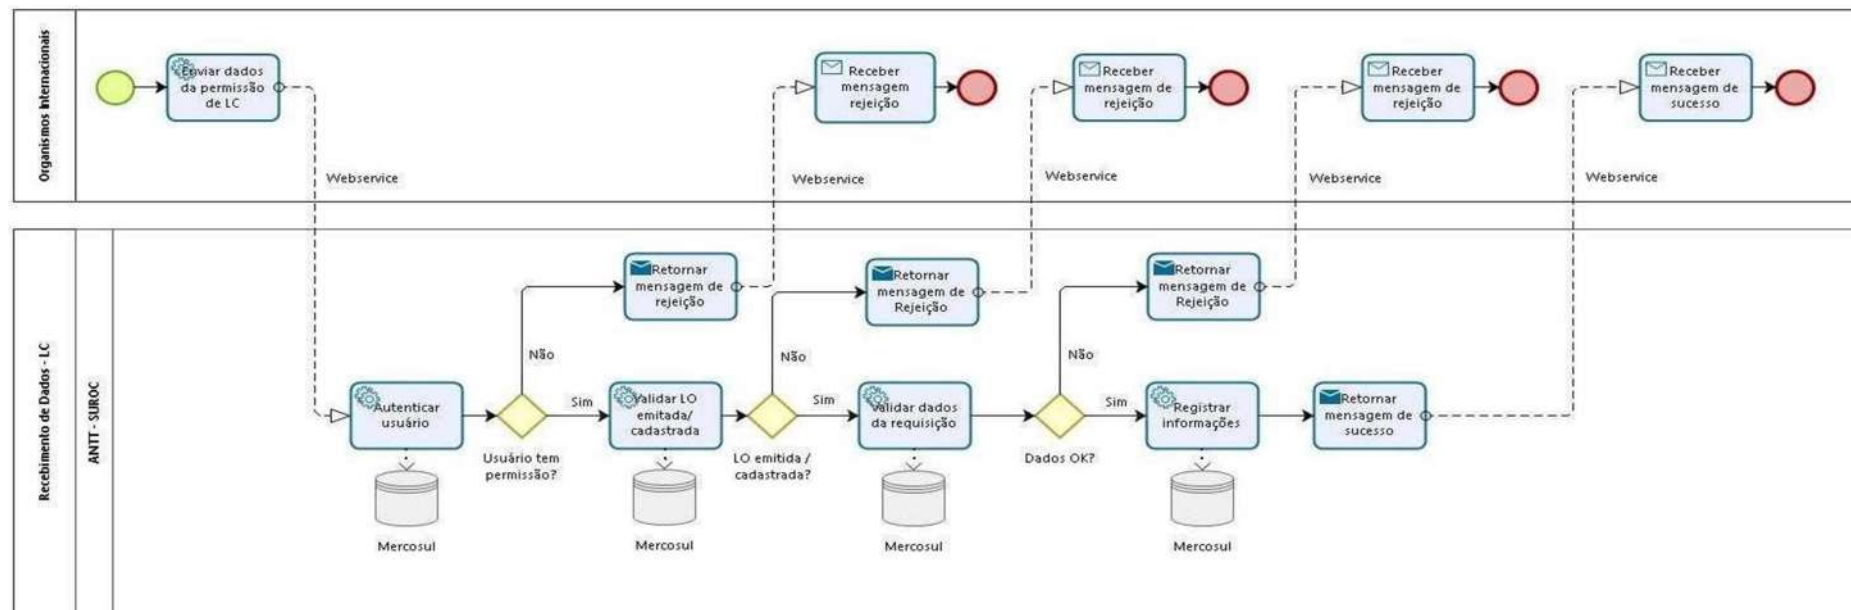 Organismos Internacionais
Enviar dados
da permissão
de LC
Receber
mensagem
rejeição
Receber
mensagem de
rejeição
Receber
mensagem de
rejeição
Receber
mensagem de
sucesso
Webservice
Webservice
Webservice
Webservice
Webservice
Recebimento de Dados - LC
ANTT - SUROC
Retornar
mensagem de
rejeição
Retornar
mensagem de
Rejeição
Retornar
mensagem de
Rejeição
Não
Não
Não
Autenticar
usuário
Sim
Validar LO
emitada/
cadastrada
Sim
Validar dados
da requisição
Sim
Registrar
informações
Retornar
mensagem de
sucesso
Usuário tem
permissão?
LO emitida /
cadastrada?
Dados OK?
Mercosul
Mercosul
Mercosul
Mercosul